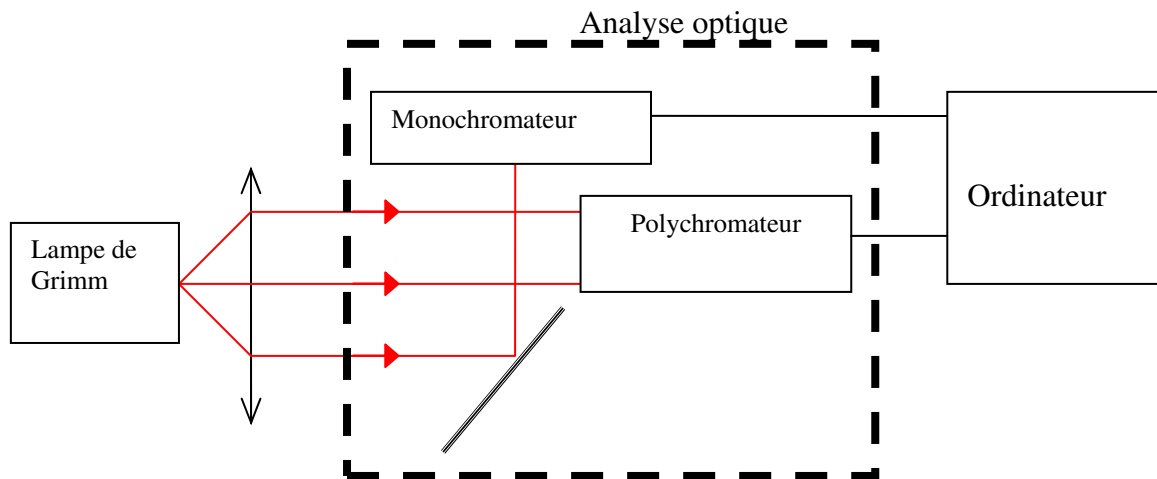 Analyse optique
Monochromateur
Ordinateur
Polychromateur
Lampe de
Grimm